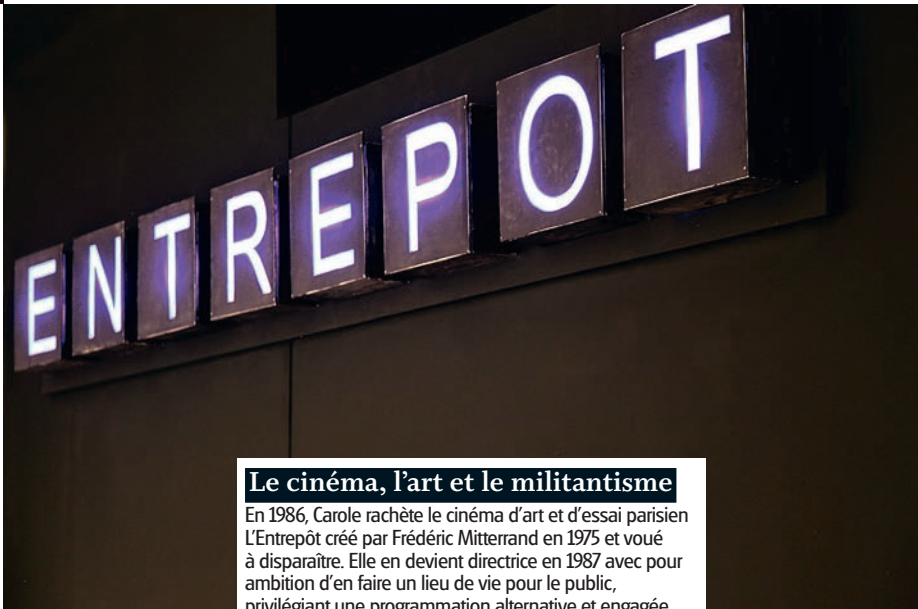 ENTREPOT
Le cinéma, l’art et le militantisme
En 1986, Carole rachète le cinéma d’art et d’essai parisien
L’Entrepôt créé par Frédéric Mitterrand en 1975 et voué
à disparaître. Elle en devient directrice en 1987 avec pour
ambition d’en faire un lieu de vie pour le public,
privilégiant une programmation alternative et engagée